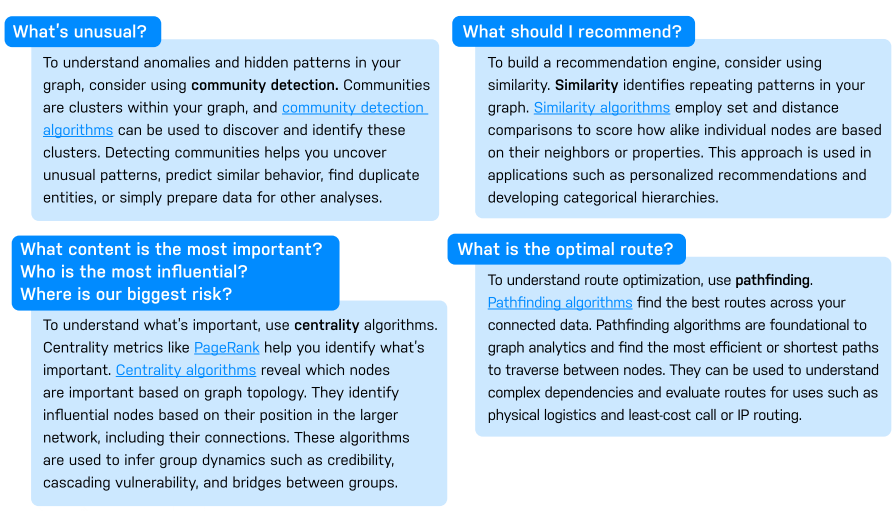 What's unusual?
To understand anomalies and hidden patterns in your
graph, consider using community detection. Communities
are clusters within your graph, and community detection
algorithms can be used to discover and identify these
clusters. Detecting communities helps you uncover
unusual patterns, predict similar behavior, find duplicate
entities, or simply prepare data for other analyses.
What should I recommend?
To build a recommendation engine, consider using
similarity. Similarity identifies repeating patterns in your
graph. Similarity algorithms employ set and distance
comparisons to score how alike individual nodes are based
on their neighbors or properties. This approach is used in
applications such as personalized recommendations and
developing categorical hierarchies.
What content is the most important?
Who is the most influential?
Where is our biggest risk?
To understand what's important, use centrality algorithms.
Centrality metrics like PageRank help you identify what's
important. Centrality algorithms reveal which nodes
are important based on graph topology. They identify
influential nodes based on their position in the larger
network, including their connections. These algorithms
are used to infer group dynamics such as credibility,
cascading vulnerability, and bridges between groups.
What is the optimal route?
To understand route optimization, use pathfinding.
Pathfinding algorithms find the best routes across your
connected data. Pathfinding algorithms are foundational to
graph analytics and find the most efficient or shortest paths
to traverse between nodes. They can be used to understand
complex dependencies and evaluate routes for uses such as
physical logistics and least-cost call or IP routing.